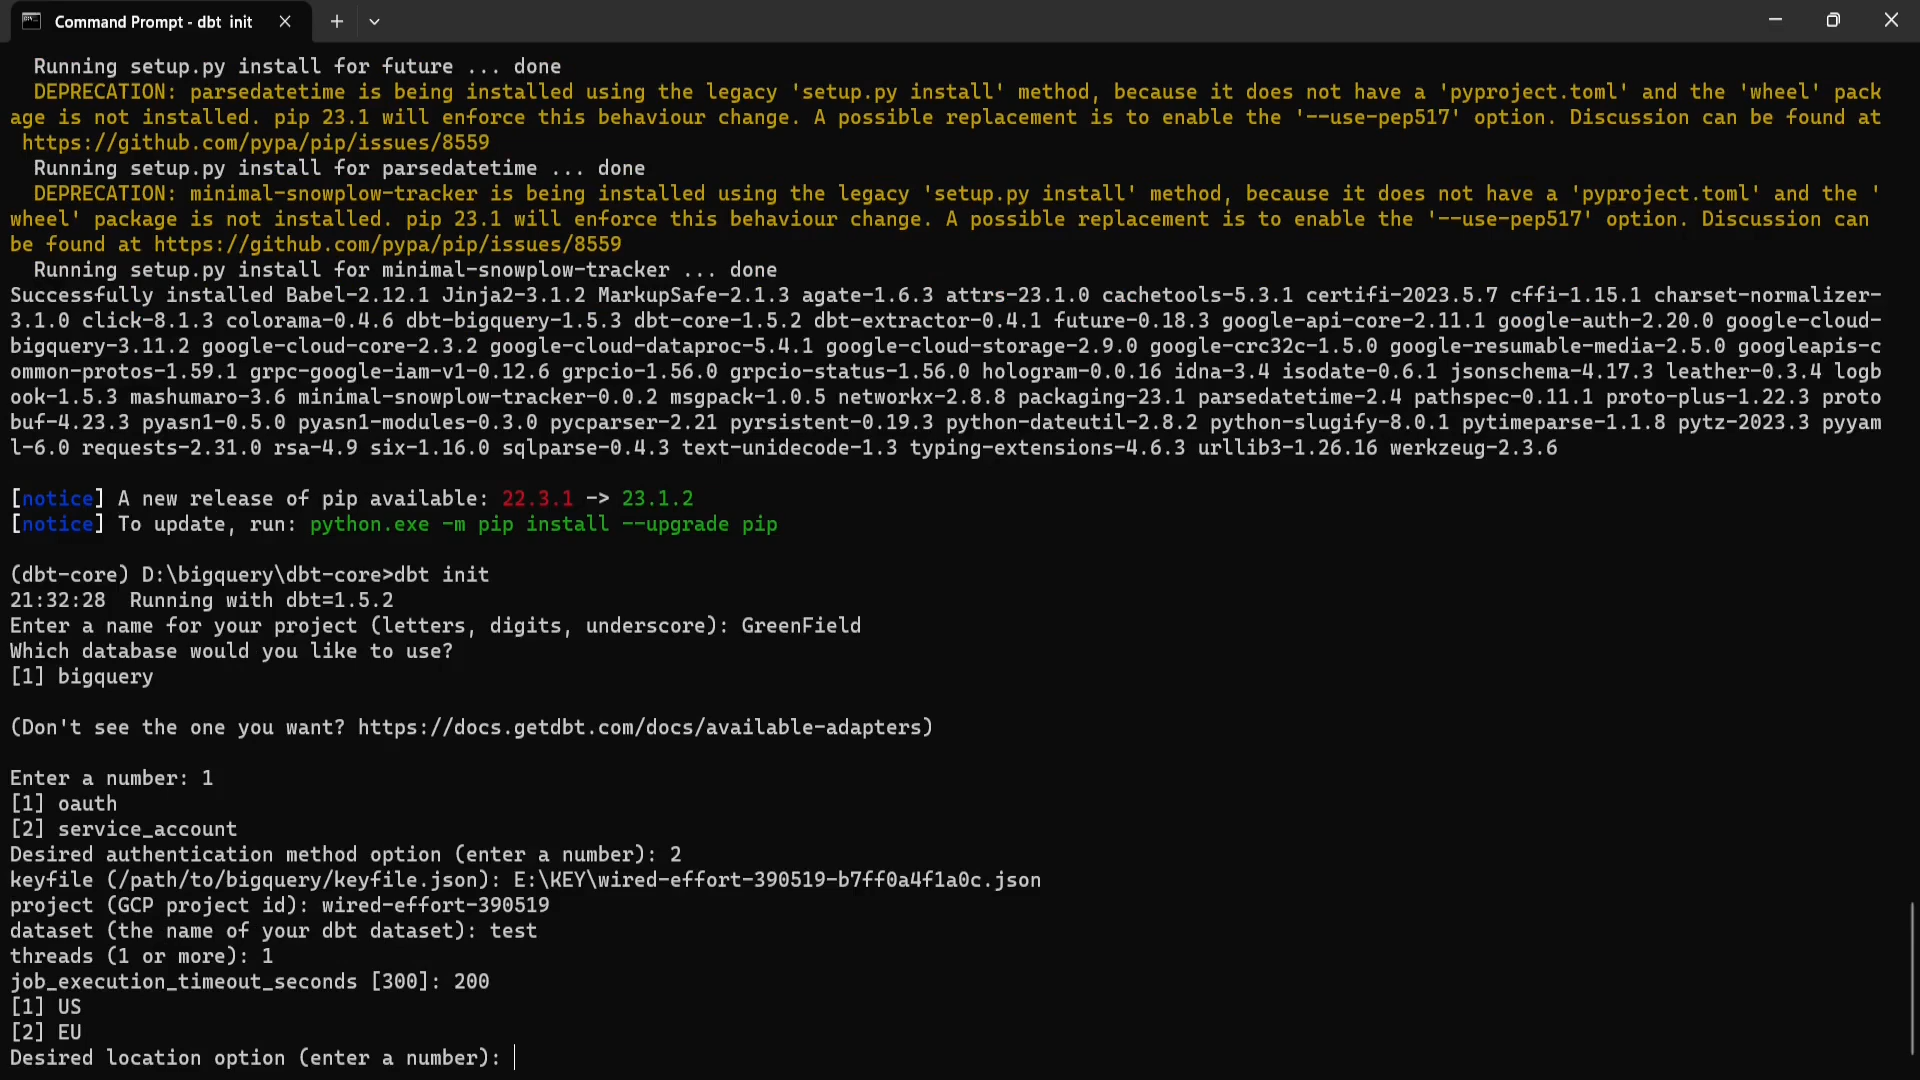 Command Prompt - dbt init
Running setup.py install for future ... done
DEPRECATION: parsedatetime is being installed using the legacy 'setup.py install' method, because it does not have a 'pyproject.toml' and the 'wheel' pack
age is not installed. pip 23.1 will enforce this behaviour change. A possible replacement is to enable the '--use-pep517' option. Discussion can be found at
https://github.com/pypa/pip/issues/8559
Running setup.py install for parsedatetime ... done
DEPRECATION: minimal-snowplow-tracker is being installed using the legacy 'setup.py install' method, because it does not have a 'pyproject.toml' and the '
wheel' package is not installed. pip 23.1 will enforce this behaviour change. A possible replacement is to enable the '--use-pep517' option. Discussion can
be found at https://github.com/pypa/pip/issues/8559
Running setup.py install for minimal-snowplow-tracker ... done
Successfully installed Babel-2.12.1 Jinja2-3.1.2 MarkupSafe-2.1.3 agate-1.6.3 attrs-23.1.0 cachetools-5.3.1 certifi-2023.5.7 cffi-1.15.1 charset-normalizer-
3.1.0 click-8.1.3 colorama-0.4.6 dbt-bigquery-1.5.3 dbt-core-1.5.2 dbt-extractor-0.4.1 future-0.18.3 google-api-core-2.11.1 google-auth-2.20.0 google-cloud-
bigquery-3.11.2 google-cloud-core-2.3.2 google-cloud-dataproc-5.4.1 google-cloud-storage-2.9.0 google-crc32c-1.5.0 google-resumable-media-2.5.0 googleapis-c
ommon-protos-1.59.1 grpc-google-iam-v1-0.12.6 grpcio-1.56.0 grpcio-status-1.56.0 hologram-0.0.16 idna-3.4 isodate-0.6.1 jsonschema-4.17.3 leather-0.3.4 logb
ook-1.5.3 mashumaro-3.6 minimal-snowplow-tracker-0.0.2 msgpack-1.0.5 networkx-2.8.8 packaging-23.1 parsedatetime-2.4 pathspec-0.11.1 proto-plus-1.22.3 proto
buf-4.23.3 pyasn1-0.5.0 pyasn1-modules-0.3.0 pycparser-2.21 pyrsistent-0.19.3 python-dateutil-2.8.2 python-slugify-8.0.1 pytimeparse-1.1.8 pytz-2023.3 pyyam
l-6.0 requests-2.31.0 rsa-4.9 six-1.16.0 sqlparse-0.4.3 text-unidecode-1.3 typing-extensions-4.6.3 urllib3-1.26.16 werkzeug-2.3.6
[notice] A new release of pip available: 22.3.1 -> 23.1.2
[notice] To update, run: python.exe -m pip install --upgrade pip
(dbt-core) D:\bigquery\dbt-core>dbt init
21:32:28  Running with dbt=1.5.2
Enter a name for your project (letters, digits, underscore): GreenField
Which database would you like to use?
[1] bigquery
(Don't see the one you want? https://docs.getdbt.com/docs/available-adapters)
Enter a number: 1
[1] oauth
[2] service_account
Desired authentication method option (enter a number): 2
keyfile (/path/to/bigquery/keyfile.json): E:\KEY\wired-effort-390519-b7ff0a4f1a0c.json
project (GCP project id): wired-effort-390519
dataset (the name of your dbt dataset): test
threads (1 or more): 1
job_execution_timeout_seconds [300]: 200
[1] US
[2] EU
Desired location option (enter a number):